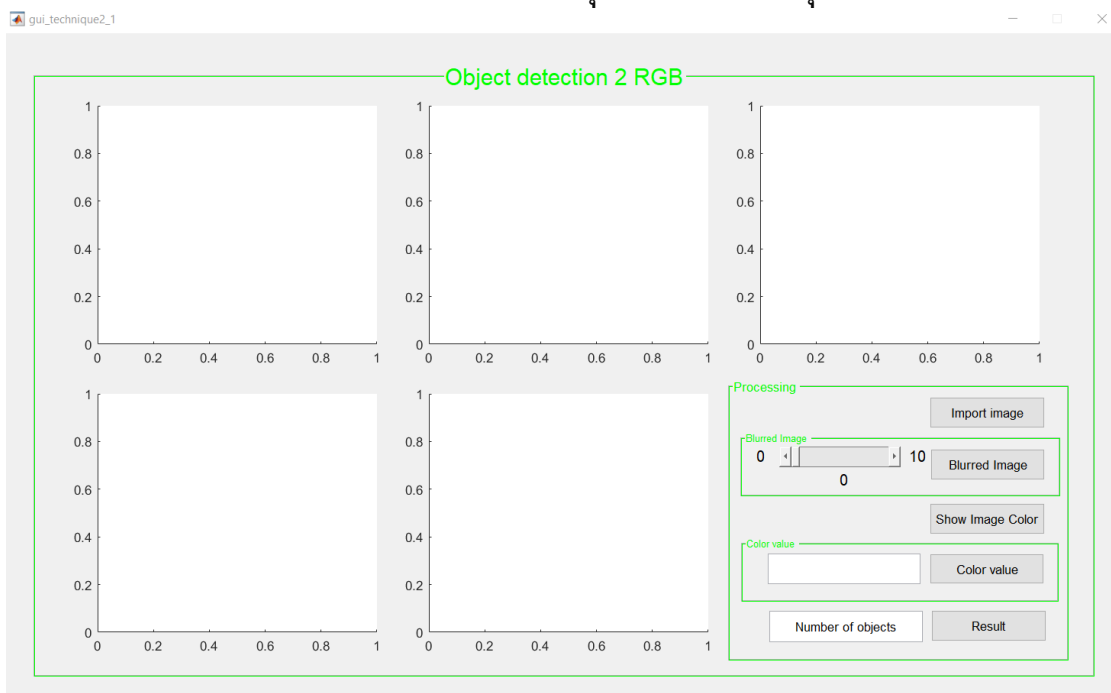 gui_technique2_1
Object detection 2 RGB
1 1 1
0.8 0.8 0.8
0.6 0.6 0.6
0.4 0.4 0.4
0.2 0.2 0.2
0 0 0
0 0.2 0.4 0.6 0.8 1 0 0.2 0.4 0.6 0.8 1 0 0.2 0.4 0.6 0.8 1
1 1
0.8 0.8
0.6 0.6
0.4 0.4
0.2 0.2
0 0
0 0.2 0.4 0.6 0.8 1 0 0.2 0.4 0.6 0.8 1
Processing
Import image
Blurred Image
0 10 Blurred Image
0
Show Image Color
Color value
Color value
Number of objects Result